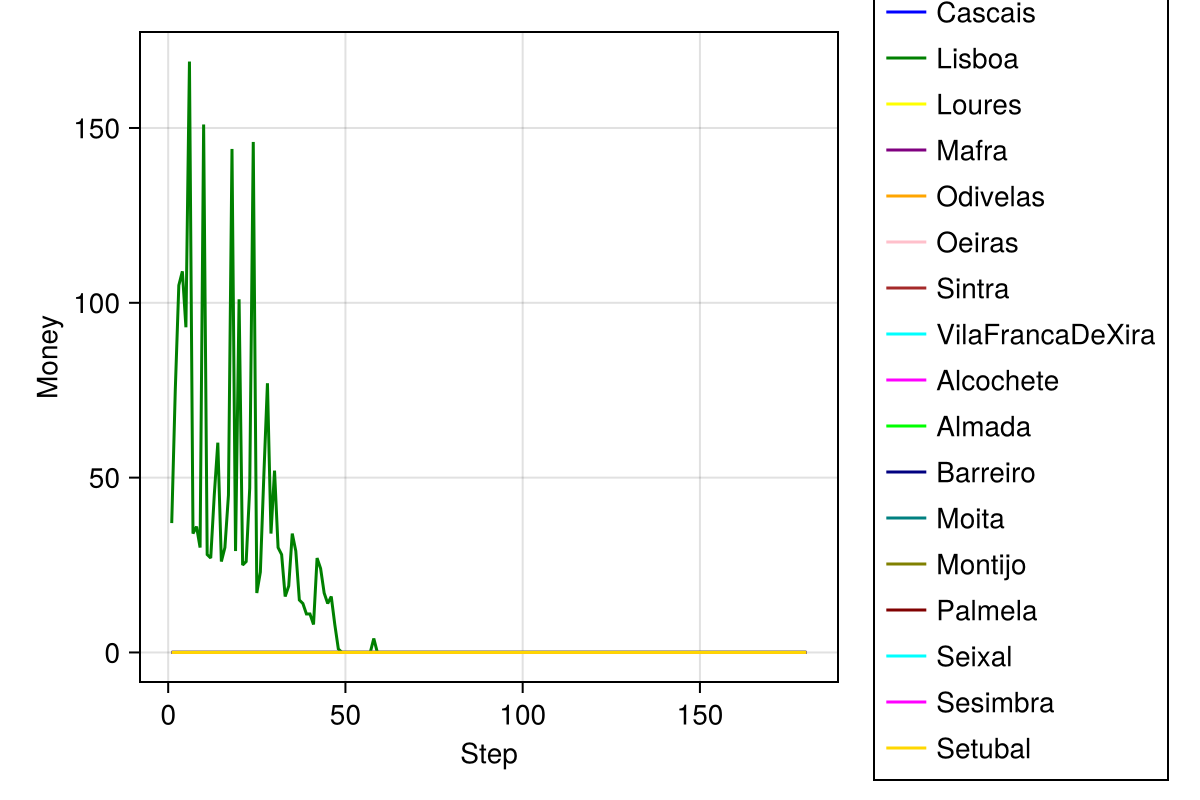 150
100
50
0
Money
0
50
100
150
Step
Cascais
Lisboa
Loures
Mafra
Odivelas
Oeiras
Sintra
VilaFrancaDeXira
Alcochete
Almada
Barreiro
Moita
Montijo
Palmela
Seixal
Sesimbra
Setubal